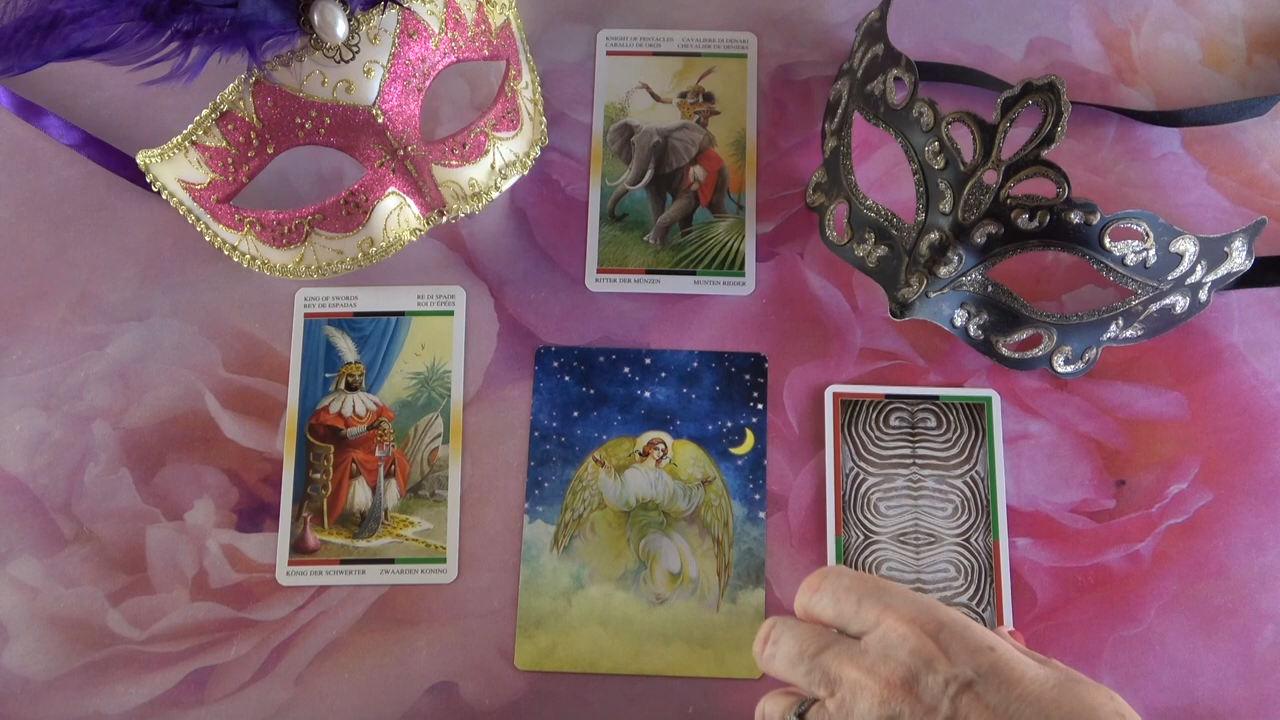 KNIGHT OF PENTACLES CAVALIERE DI DENARI
CABALLO DE OROS CHEVALIER DE DENIERS
RITTER DER MÜNZEN MUNTEN RIDDER
KING OF SWORDS RE DI SPADE
REY DE ESPADAS ROI D'ÉPÉES
KÖNIG DER SCHWERTER ZWAARDEN KONING